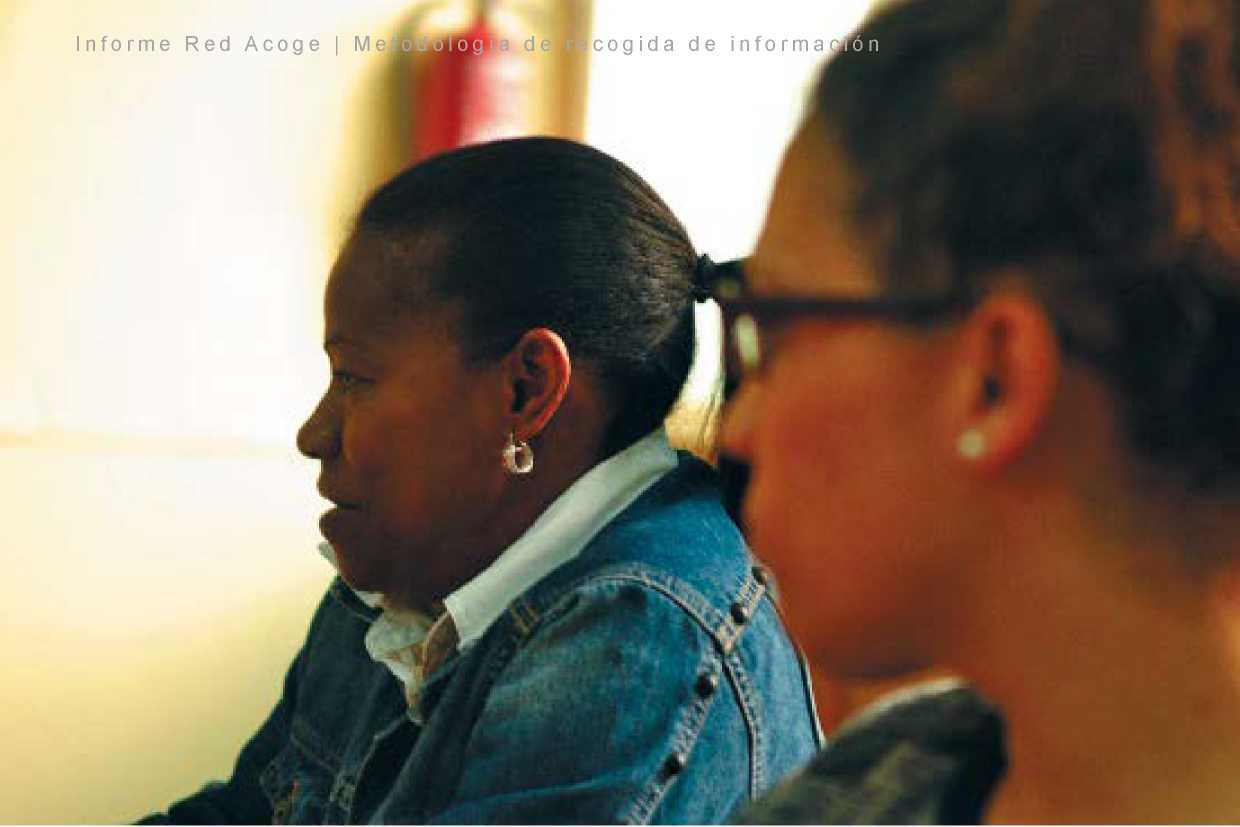 Informe Red Acoge | Metodología de recogida de información